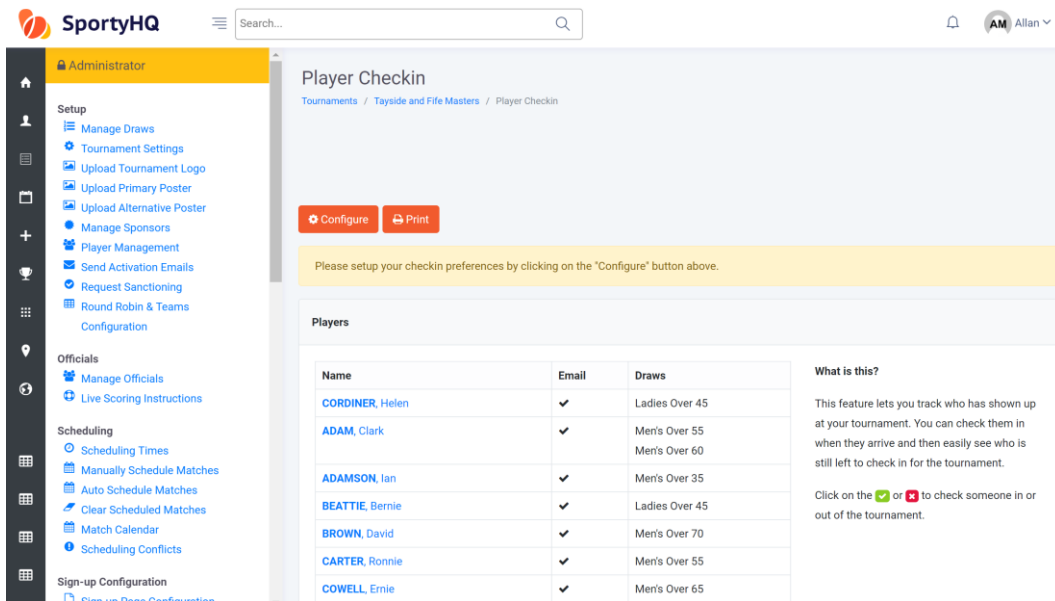 SportyHQ
Search...
AM Allan
Administrator
Setup
Manage Draws
Tournament Settings
Upload Tournament Logo
Upload Primary Poster
Upload Alternative Poster
Manage Sponsors
Player Management
Send Activation Emails
Request Sanctioning
Round Robin & Teams
Configuration
Officials
Manage Officials
Live Scoring Instructions
Scheduling
Scheduling Times
Manually Schedule Matches
Auto Schedule Matches
Clear Scheduled Matches
Match Calendar
Scheduling Conflicts
Sign-up Configuration
Sign-up Page Configuration
Player Checkin
Tournaments / Tayside and Fife Masters / Player Checkin
Configure Print
Please setup your checkin preferences by clicking on the "Configure" button above.
Players
Name Email Draws
CORDINER, Helen Ladies Over 45
ADAM, Clark Men's Over 55
Men's Over 60
ADAMSON, Ian Men's Over 35
BEATTIE, Bernie Ladies Over 45
BROWN, David Men's Over 70
CARTER, Ronnie Men's Over 55
COWELL, Ernie Men's Over 65
What is this?
This feature lets you track who has shown up
at your tournament. You can check them in
when they arrive and then easily see who is
still left to check in for the tournament.
Click on the or to check someone in or
out of the tournament.